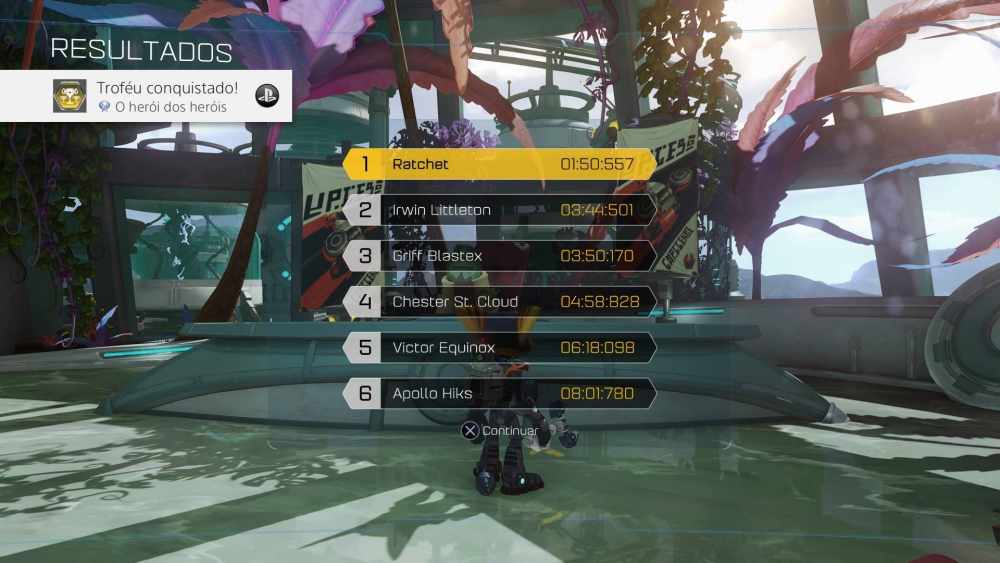 RESULTADOS
Troféu conquistado!
O herói dos heróis
1 Ratchet 01:50:557
2 Irwin Littleton 03:44:501
3 Griff Blastex 03:50:170
4 Chester St. Cloud 04:58:828
5 Victor Equinox 06:18:098
6 Apollo Hiks 08:01:780
Continuar